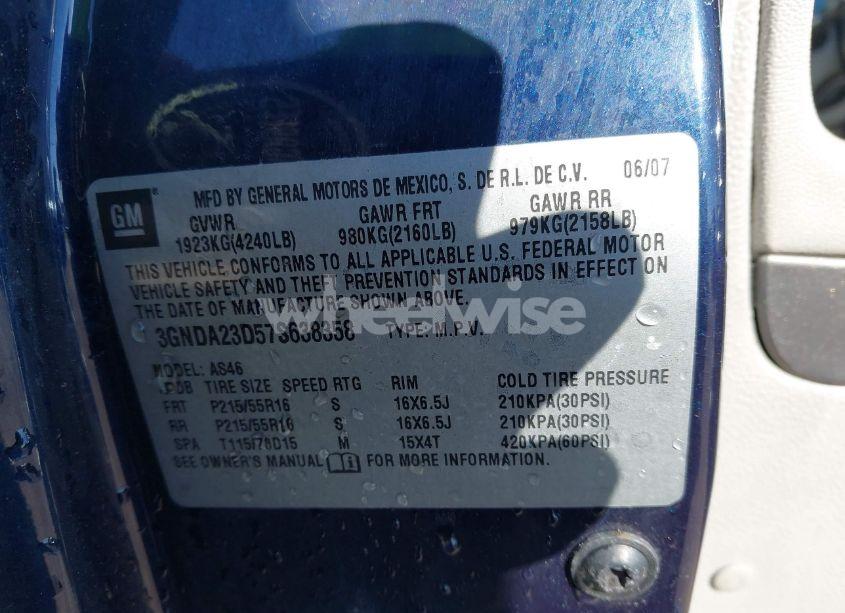 GM
MFD BY GENERAL MOTORS DE MEXICO, S. DE R.L. DE C.V. 06/07
GVWR GAWR FRT GAWR RR
1923KG(4240LB) 980KG(2160LB) 979KG(2158LB)
THIS VEHICLE CONFORMS TO ALL APPLICABLE U.S. FEDERAL MOTOR
VEHICLE SAFETY AND THEFT PREVENTION STANDARDS IN EFFECT ON
THE DATE OF MANUFACTURE SHOWN ABOVE.
wheelwise
3GNDA23D57S638358 TYPE: M.P.V.
MODEL: AS46
TIRE SIZE SPEED RTG RIM COLD TIRE PRESSURE
FRT P215/55R16 S 16X6.5J 210KPA(30PSI)
RR P215/55R16 S 16X6.5J 210KPA(30PSI)
SPA T115/70D15 M 15X4T 420KPA(60PSI)
SEE OWNER'S MANUAL FOR MORE INFORMATION.